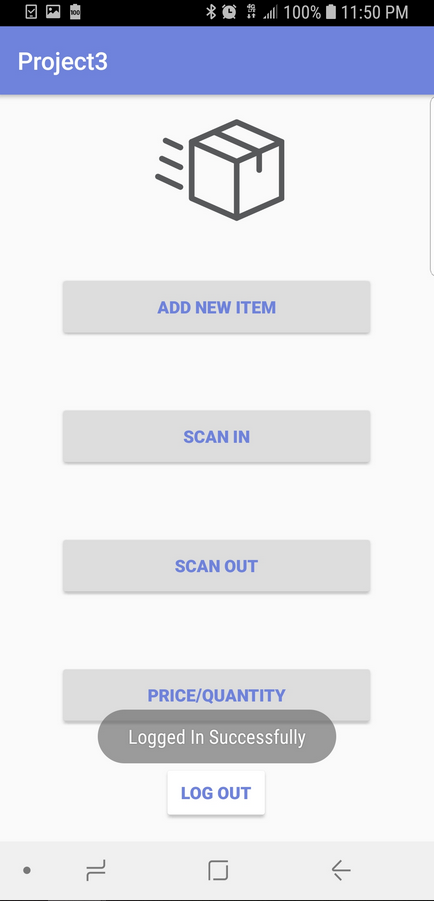 100% 11:50 PM
Project3
ADD NEW ITEM
SCAN IN
SCAN OUT
PRICE/QUANTITY
Logged In Successfully
LOG OUT